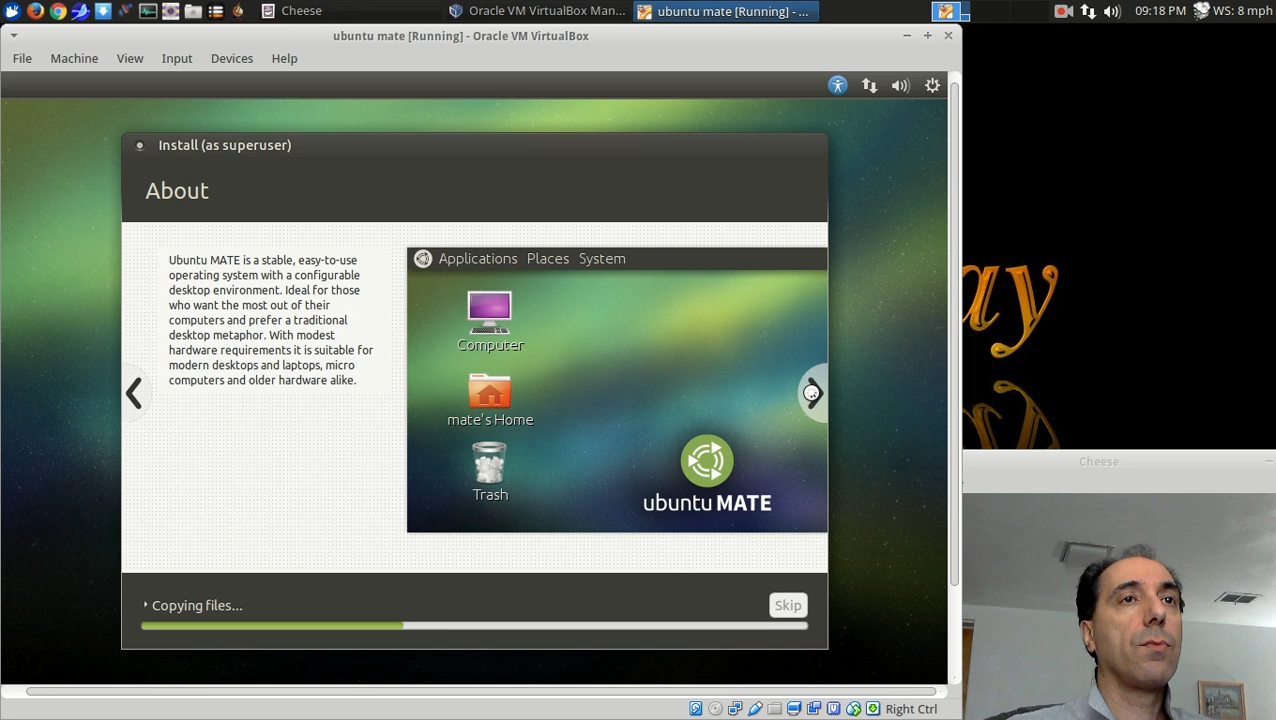 Cheese
Oracle VM VirtualBox Man...
ubuntu mate [Running] - ...
09:18 PM
WS: 8 mph
ubuntu mate [Running] - Oracle VM VirtualBox
File Machine View Input Devices Help
Install (as superuser)
About
Ubuntu MATE is a stable, easy-to-use
operating system with a configurable
desktop environment. Ideal for those
who want the most out of their
computers and prefer a traditional
desktop metaphor. With modest
hardware requirements it is suitable for
modern desktops and laptops, micro
computers and older hardware alike.
Applications Places System
Computer
mate's Home
Trash
ubuntu MATE
Copying files...
Skip
ay
Cheese
Right Ctrl